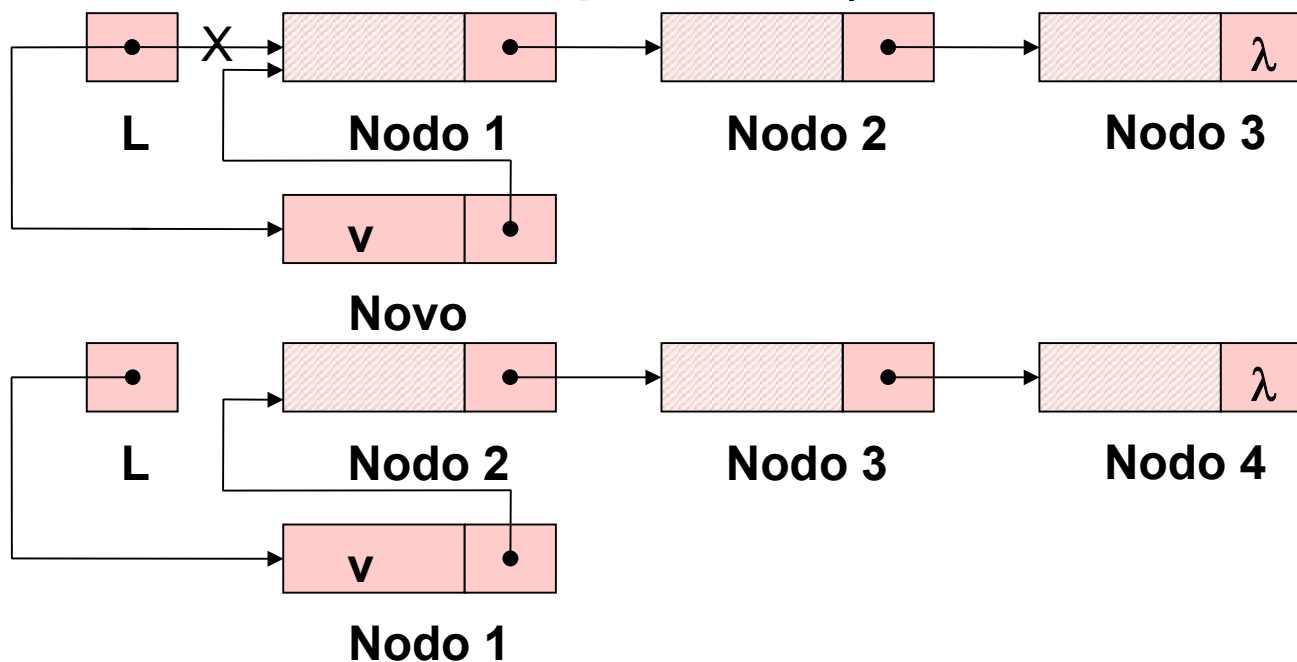 X λ
L Nodo 1 Nodo 2 Nodo 3
v
Novo
λ
L Nodo 2 Nodo 3 Nodo 4
v
Nodo 1